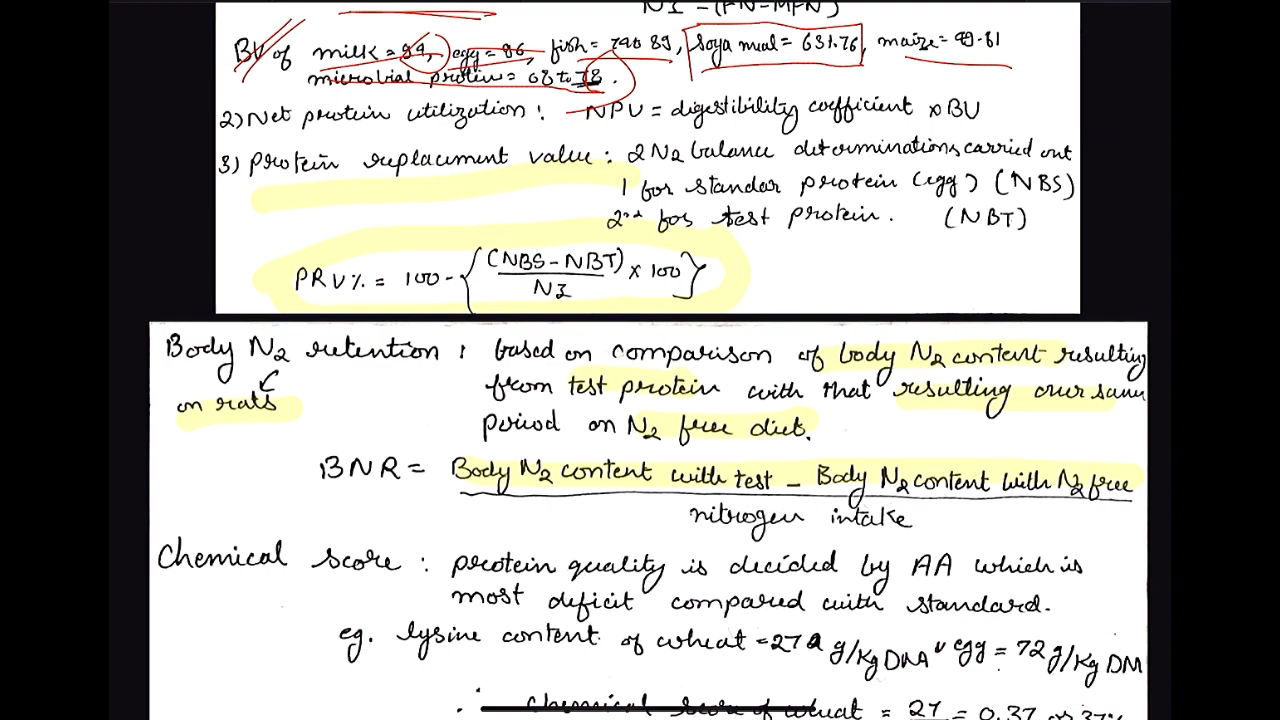 NI - (FN-MFN)
BV of milk = 84, egg = 96, fish = 74to 89, Soya meal = 63 to 76, maize = 49-61
microbial protein = 68 to 78.
2) Net protein utilization : NPU = digestibility coefficient x BV
3) Protein replacement value : 2 N2 balance determinations carried out
1 for standar protein (egg) (NBS)
2nd for test protein. (NBT)
PRV% = 100 - { (NBS - NBT) / NI x 100 }
Body N2 retention : based on comparison of body N2 content resulting
on rats from test protein with that resulting over same
period on N2 free diet.
BNR = Body N2 content with test - Body N2 content with N2 free
nitrogen intake
Chemical score : protein quality is decided by AA which is
most deficit compared with standard.
eg. lysine content of wheat = 27 g/kg DM egg = 72 g/kg DM
∴ Chemical score of wheat = 27 = 0.37 or 37%